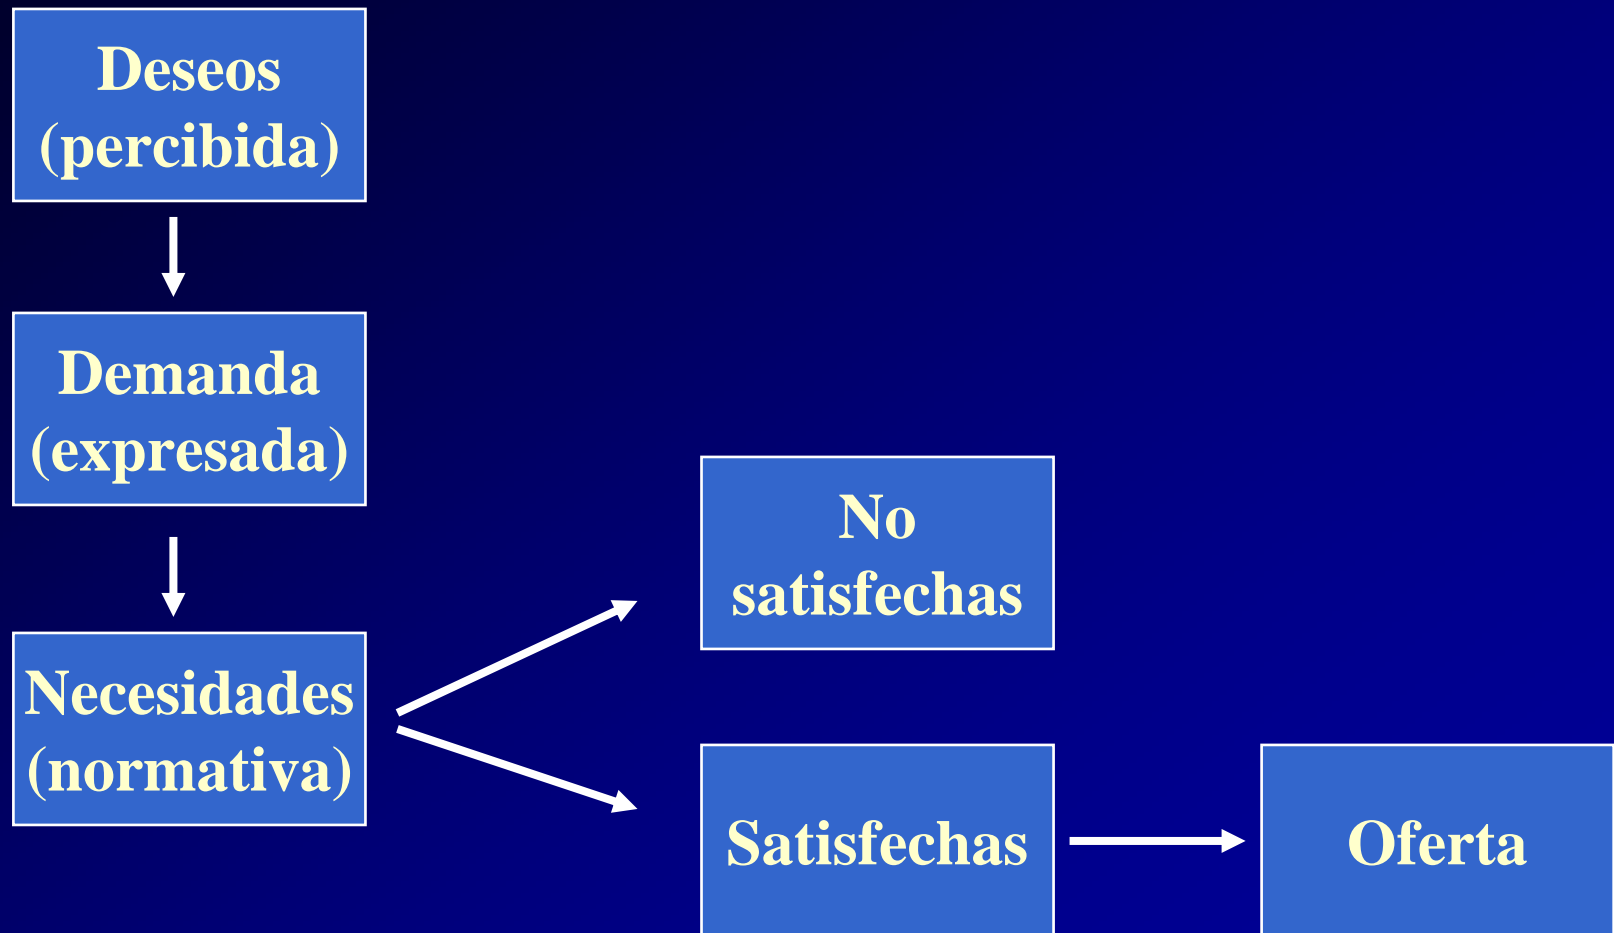 Deseos
(percibida)
Demanda
(expresada)
Necesidades
(normativa)
No
satisfechas
Satisfechas
Oferta